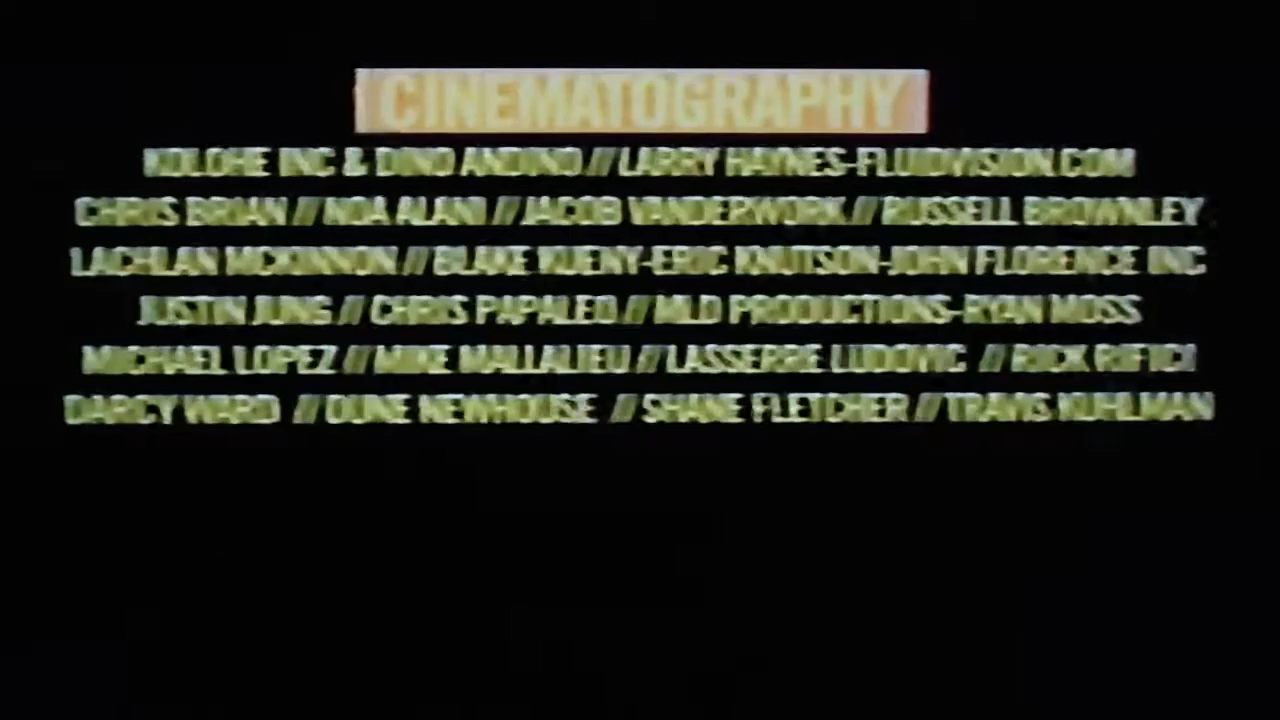 CINEMATOGRAPHY
KOLOHE INC & DINO ANDINO // LARRY HAYNES-FLUIDVISION.COM
CHRIS BRIAN // NOA ALANI // JACOB VANDERWORK // RUSSELL BROWNLEY
LACHLAN MCKINNON // BLAKE KUENY-ERIC KNUTSON-JOHN FLORENCE INC
JUSTIN JUNG // CHRIS PAPALEO // MLD PRODUCTIONS-RYAN MOSS
MICHAEL LOPEZ // MIKE MALLALIEU // LASSERRE LUDOVIC // RICK RIFICI
DARCY WARD // DUNE NEWHOUSE // SHANE FLETCHER // TRAVIS KUHLMAN